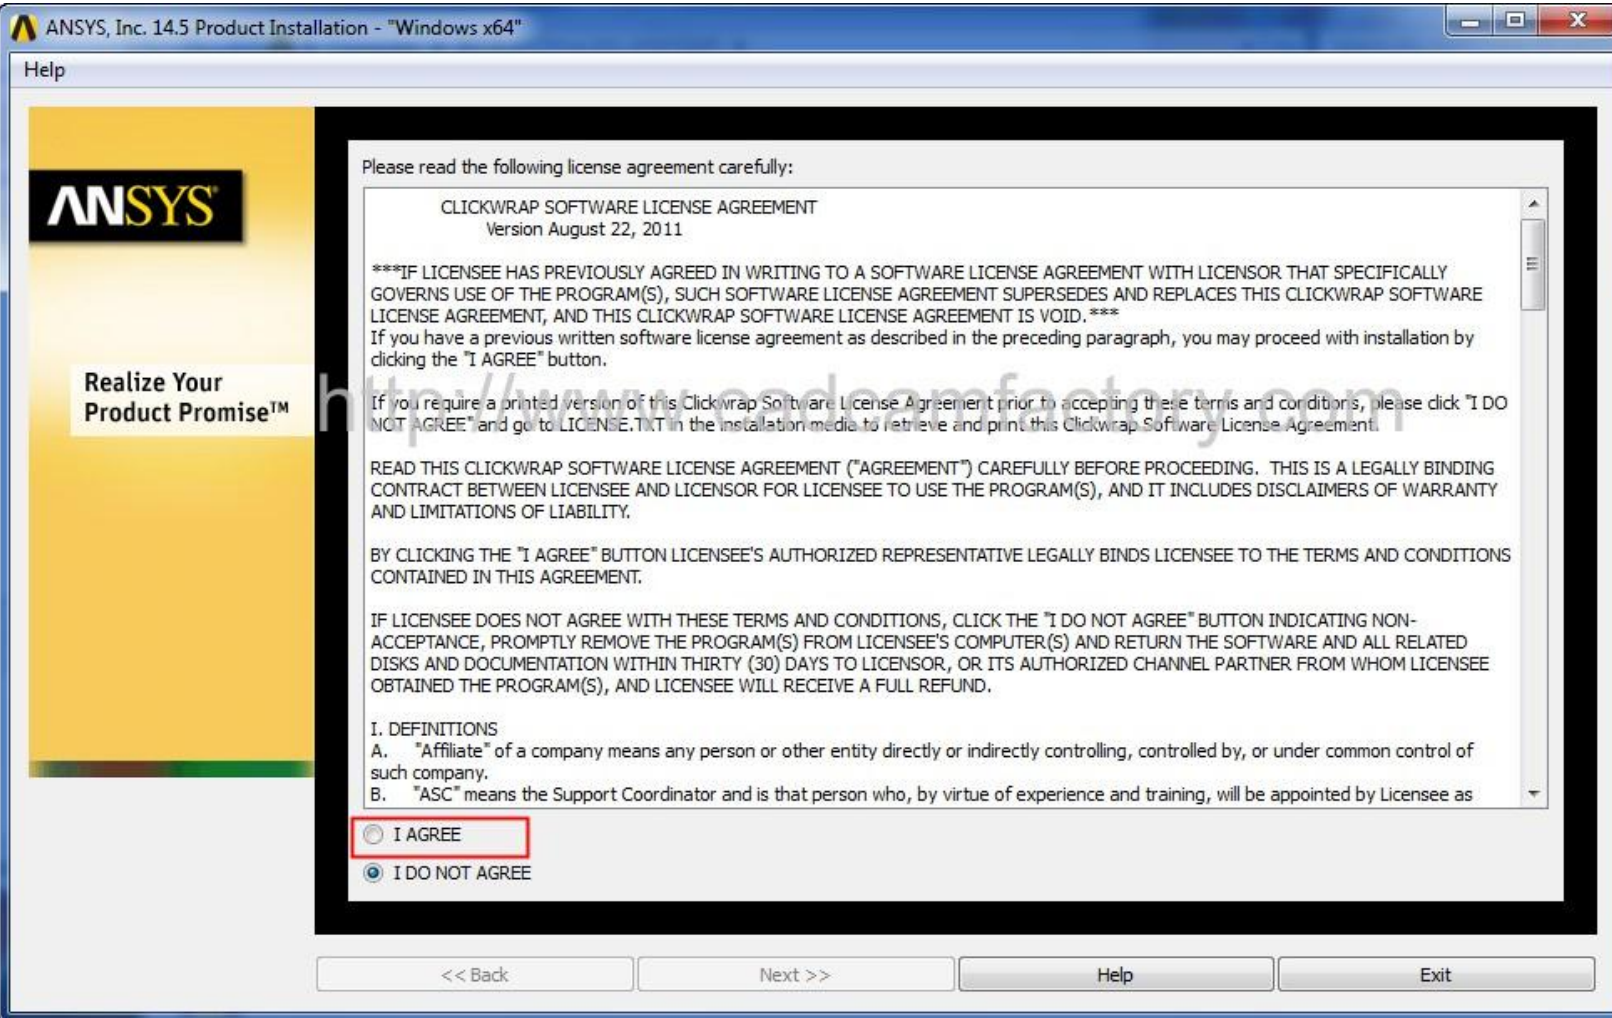 ANSYS, Inc. 14.5 Product Installation - "Windows x64"
Help
ANSYS®
Realize Your
Product Promise™
Please read the following license agreement carefully:
CLICKWRAP SOFTWARE LICENSE AGREEMENT
Version August 22, 2011
***IF LICENSEE HAS PREVIOUSLY AGREED IN WRITING TO A SOFTWARE LICENSE AGREEMENT WITH LICENSOR THAT SPECIFICALLY
GOVERNS USE OF THE PROGRAM(S), SUCH SOFTWARE LICENSE AGREEMENT SUPERSEDES AND REPLACES THIS CLICKWRAP SOFTWARE
LICENSE AGREEMENT, AND THIS CLICKWRAP SOFTWARE LICENSE AGREEMENT IS VOID.***
If you have a previous written software license agreement as described in the preceding paragraph, you may proceed with installation by
clicking the "I AGREE" button.
http://www.cadcamfactory.com
If you require a printed version of this Clickwrap Software License Agreement prior to accepting these terms and conditions, please click "I DO
NOT AGREE" and go to LICENSE.TXT in the installation media to retrieve and print this Clickwrap Software License Agreement.
READ THIS CLICKWRAP SOFTWARE LICENSE AGREEMENT ("AGREEMENT") CAREFULLY BEFORE PROCEEDING.  THIS IS A LEGALLY BINDING
CONTRACT BETWEEN LICENSEE AND LICENSOR FOR LICENSEE TO USE THE PROGRAM(S), AND IT INCLUDES DISCLAIMERS OF WARRANTY
AND LIMITATIONS OF LIABILITY.
BY CLICKING THE "I AGREE" BUTTON LICENSEE'S AUTHORIZED REPRESENTATIVE LEGALLY BINDS LICENSEE TO THE TERMS AND CONDITIONS
CONTAINED IN THIS AGREEMENT.
IF LICENSEE DOES NOT AGREE WITH THESE TERMS AND CONDITIONS, CLICK THE "I DO NOT AGREE" BUTTON INDICATING NON-
ACCEPTANCE, PROMPTLY REMOVE THE PROGRAM(S) FROM LICENSEE'S COMPUTER(S) AND RETURN THE SOFTWARE AND ALL RELATED
DISKS AND DOCUMENTATION WITHIN THIRTY (30) DAYS TO LICENSOR, OR ITS AUTHORIZED CHANNEL PARTNER FROM WHOM LICENSEE
OBTAINED THE PROGRAM(S), AND LICENSEE WILL RECEIVE A FULL REFUND.
I. DEFINITIONS
A. "Affiliate" of a company means any person or other entity directly or indirectly controlling, controlled by, or under common control of
such company.
B. "ASC" means the Support Coordinator and is that person who, by virtue of experience and training, will be appointed by Licensee as
I AGREE
I DO NOT AGREE
<< Back
Next >>
Help
Exit